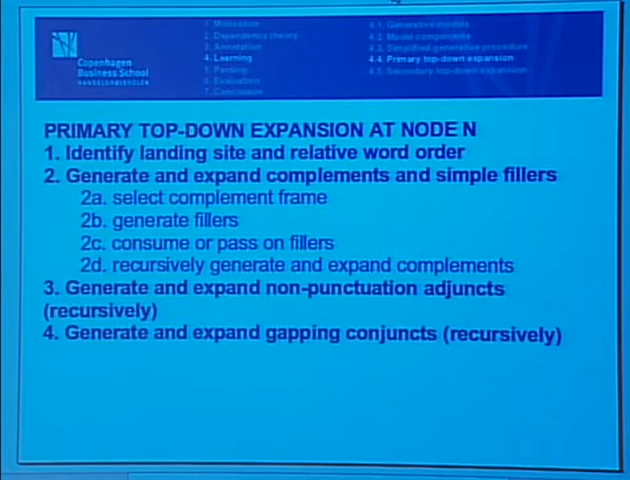 Copenhagen
Business School
HANDELSHØJSKOLEN
1. Motivation
2. Dependency theory
3. Annotation
4. Learning
5. Parsing
6. Evaluation
7. Conclusion
4.1. Generative models
4.2. Model components
4.3. Simplified generative procedure
4.4. Primary top-down expansion
4.5. Secondary top-down expansion
PRIMARY TOP-DOWN EXPANSION AT NODE N
1. Identify landing site and relative word order
2. Generate and expand complements and simple fillers
2a. select complement frame
2b. generate fillers
2c. consume or pass on fillers
2d. recursively generate and expand complements
3. Generate and expand non-punctuation adjuncts
(recursively)
4. Generate and expand gapping conjuncts (recursively)